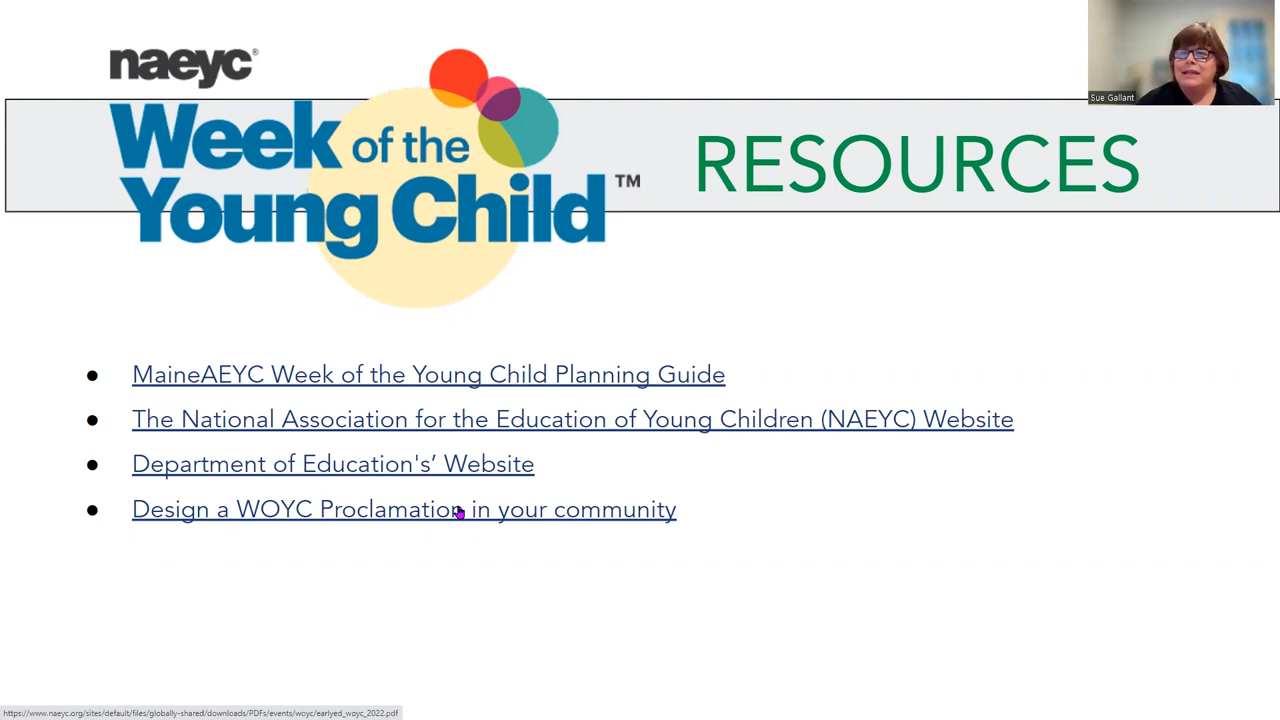 naeyc®
Week of the
Young Child™
RESOURCES
Sue Gallant
● MaineAEYC Week of the Young Child Planning Guide
● The National Association for the Education of Young Children (NAEYC) Website
● Department of Education's’ Website
● Design a WOYC Proclamation in your community
https://www.naeyc.org/sites/default/files/globally-shared/downloads/PDFs/events/woyc/earlyed_woyc_2022.pdf